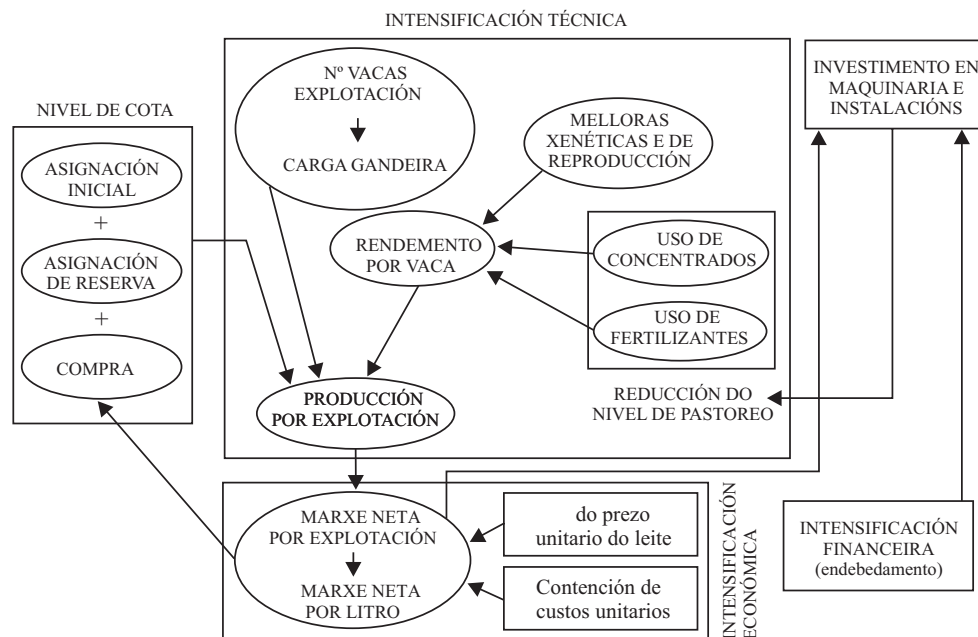 INTENSIFICACIÓN TÉCNICA
Nº VACAS
EXPLOTACIÓN
CARGA GANDEIRA
MELLORAS
XENÉTICAS E DE
REPRODUCCIÓN
INVESTIMENTO EN
MAQUINARIA E
INSTALACIÓNS
NIVEL DE COTA
ASIGNACIÓN
INICIAL
+
ASIGNACIÓN
DE RESERVA
+
COMPRA
RENDEMENTO
POR VACA
USO DE
CONCENTRADOS
USO DE
FERTILIZANTES
REDUCCIÓN DO
NIVEL DE PASTOREO
PRODUCCIÓN
POR EXPLOTACIÓN
MARXE NETA
POR EXPLOTACIÓN
MARXE NETA
POR LITRO
do prezo
unitario do leite
Contención de
custos unitarios
INTENSIFICACIÓN
ECONÓMICA
INTENSIFICACIÓN
FINANCEIRA
(endebedamento)